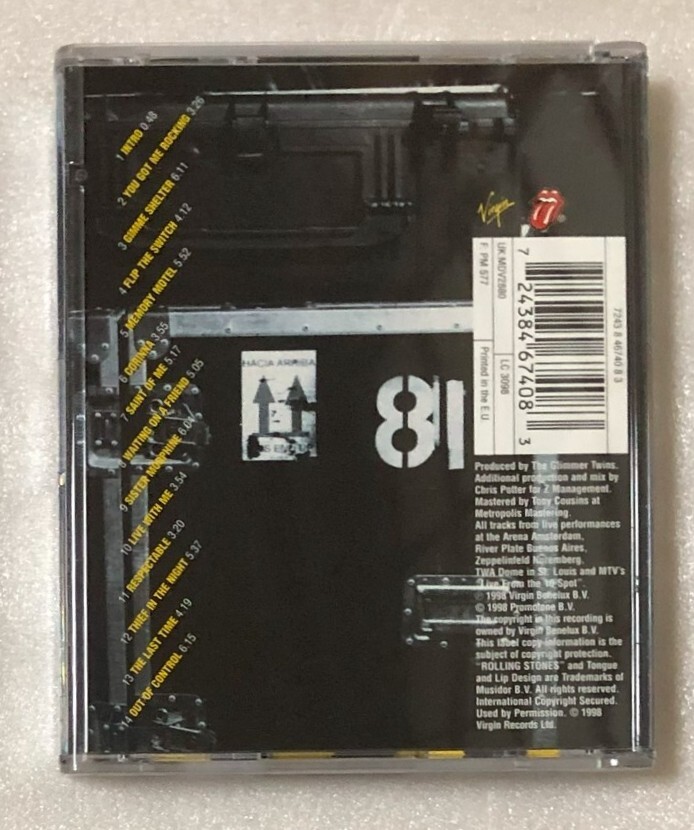 1 INTRO 0.48
2 YOU GOT ME ROCKING 3.26
3 GIMME SHELTER 6.11
4 FLIP THE SWITCH 4.12
5 MEMORY MOTEL 5.52
6 CORINNA 3.55
7 SAINT OF ME 5.17
8 WAITING ON A FRIEND 5.05
9 SISTER MORPHINE
10 LIVE WITH ME 3.54
11 RESPECTABLE 3.20
12 THIEF IN THE NIGHT 5.37
13 THE LAST TIME 4.19
14 OUT OF CONTROL 6.15
HACIA ARRIBA
81
Virgin
UK:MDV2880
F: PM 577
LC 3098
Printed in the E.U.
7 24384 67408 3
7243 8 46740 8 3
Produced by The Glimmer Twins.
Additional production and mix by
Chris Potter for Z Management.
Mastered by Tony Cousins at
Metropolis Mastering.
All tracks from live performances
at the Arena Amsterdam,
River Plate Buenos Aires,
Zeppelinfeld Nuremberg,
TWA Dome in St. Louis and MTV's
"Live From the 10 Spot".
℗ 1998 Virgin Benelux B.V.
© 1998 Promotone B.V.
The copyright in this recording is
owned by Virgin Benelux B.V.
This label copy information is the
subject of copyright protection.
"ROLLING STONES" and Tongue
and Lip Design are Trademarks of
Musidor B.V. All rights reserved.
International Copyright Secured.
Used by Permission. © 1998
Virgin Records Ltd.